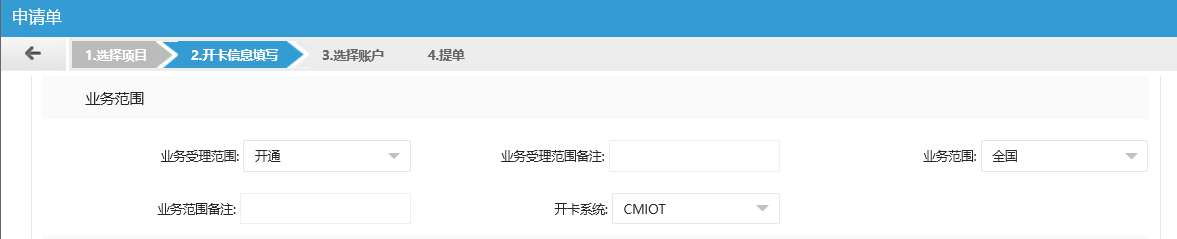 申请单
1.选择项目 2.开卡信息填写 3.选择账户 4.提单
业务范围
业务受理范围: 开通 业务受理范围备注: 业务范围: 全国
业务范围备注: 开卡系统: CMIOT